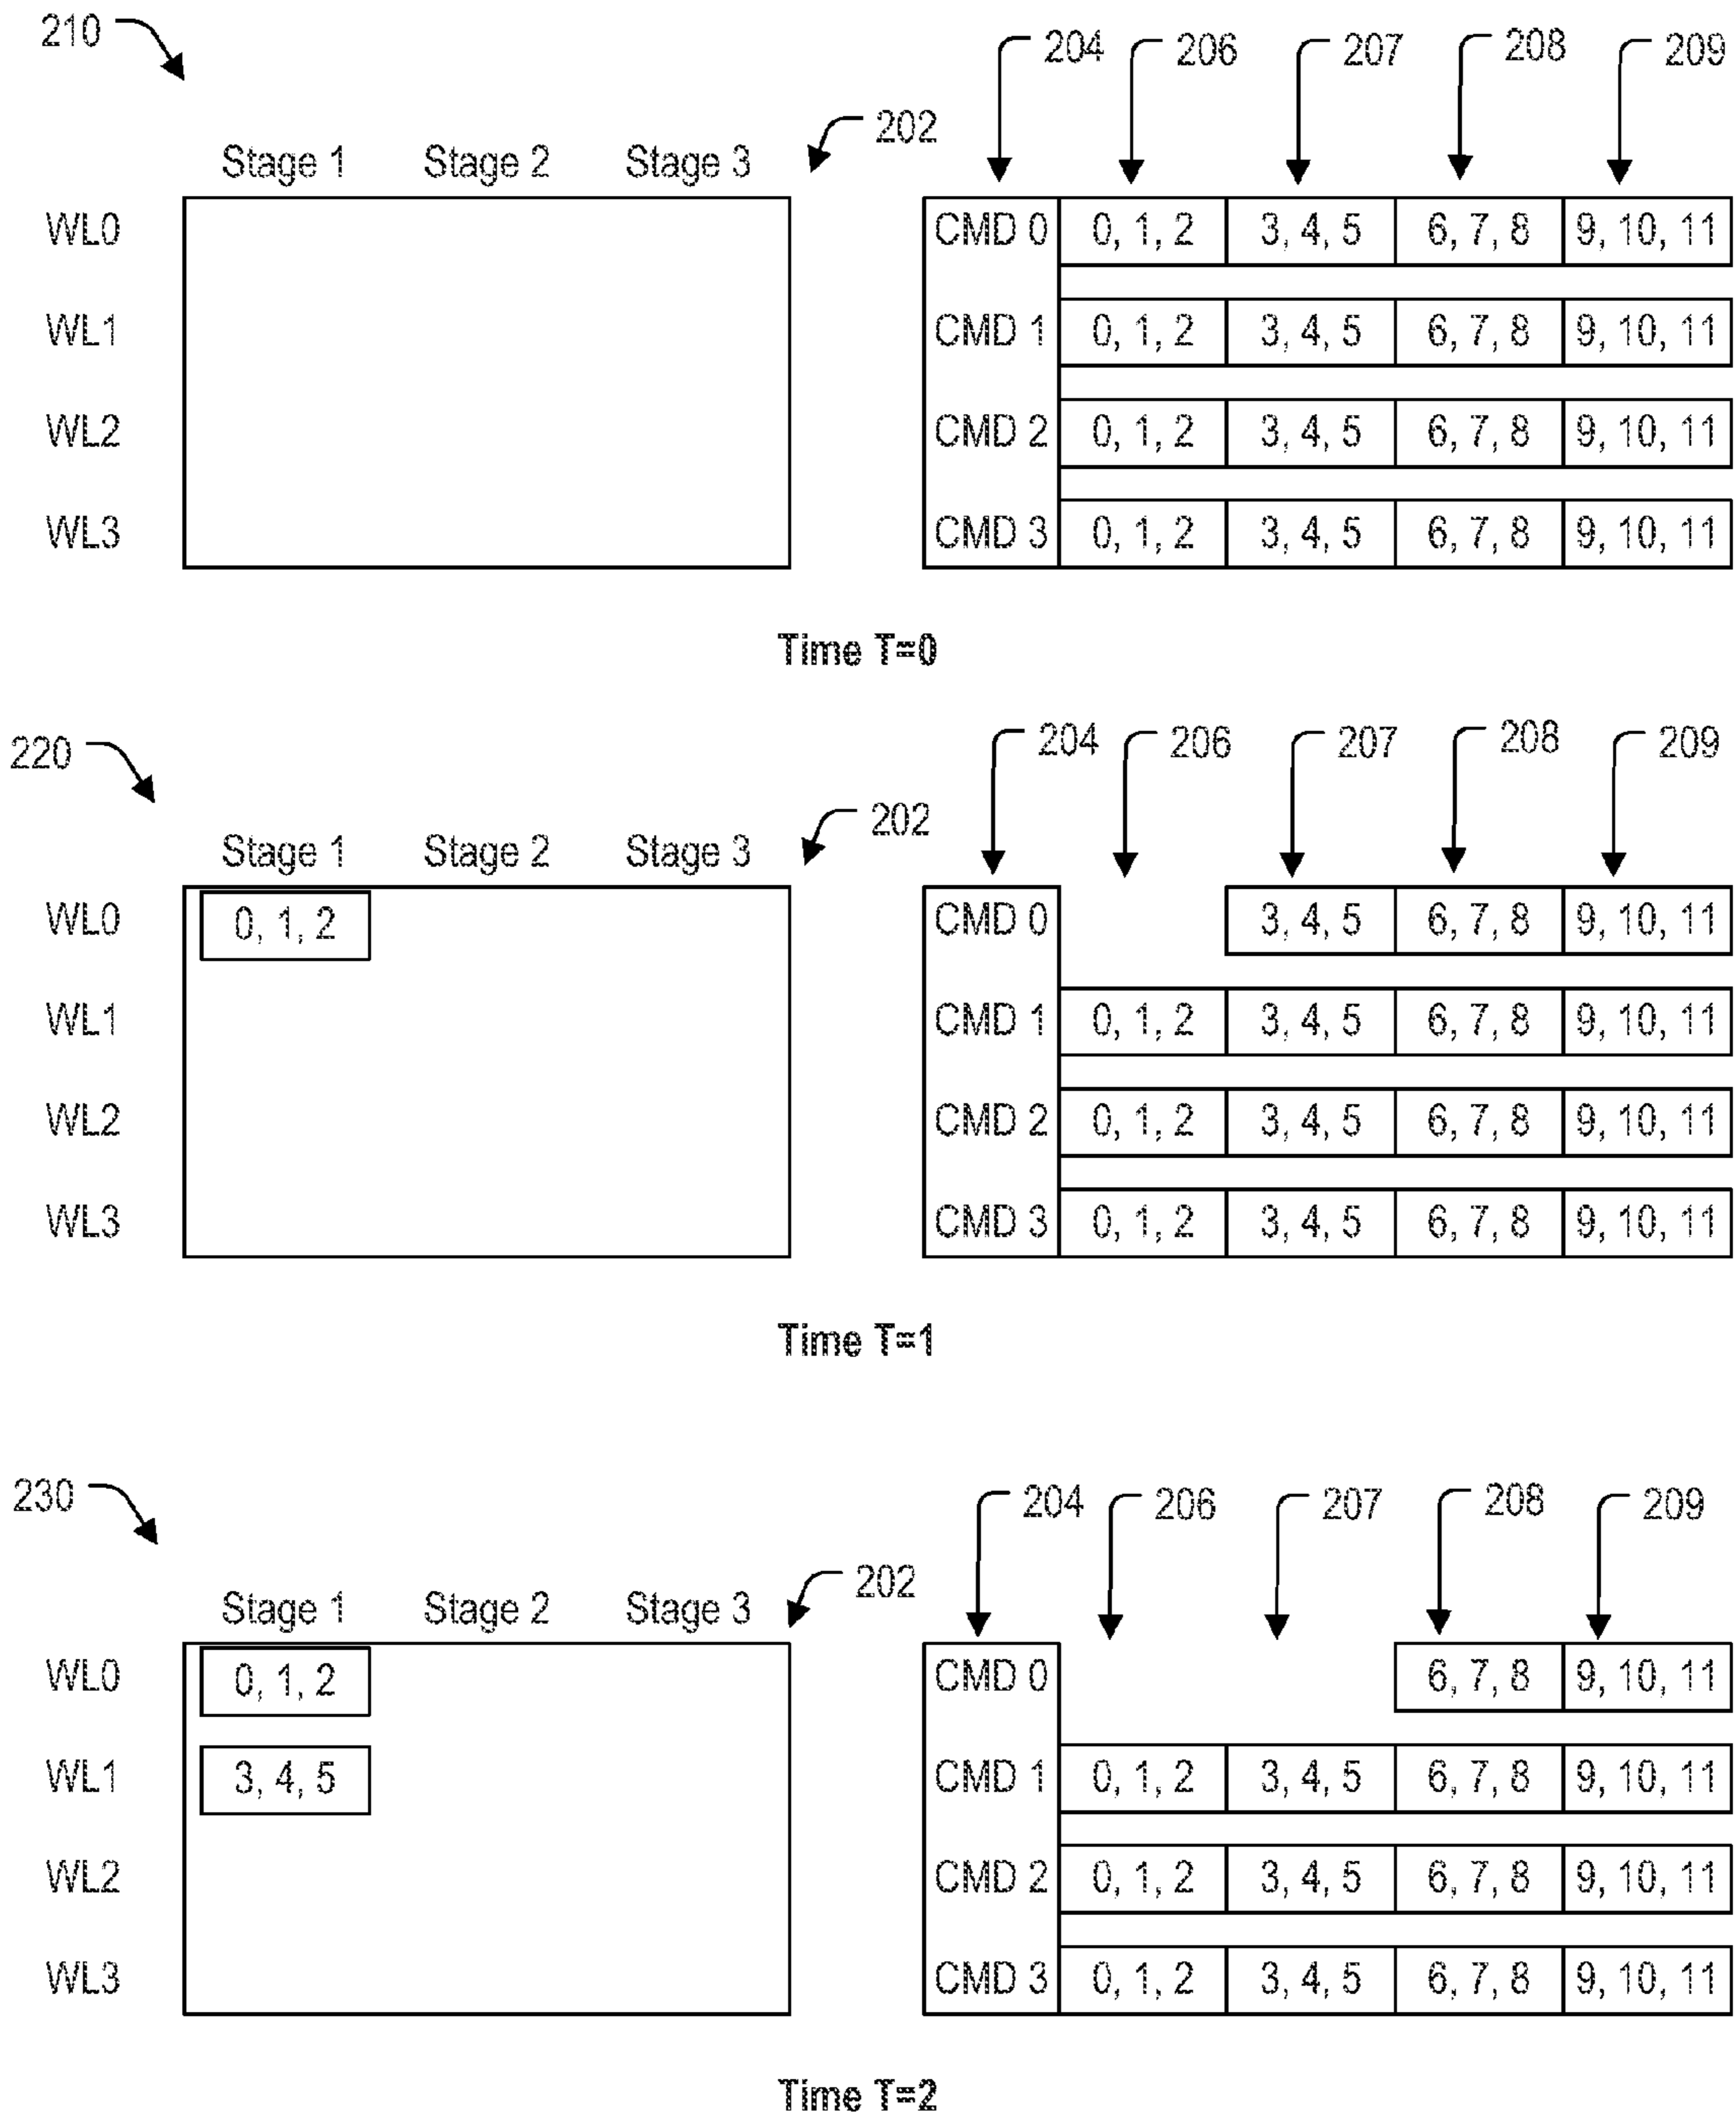 210
204 206 207 208 209
202
Stage 1 Stage 2 Stage 3
WL0 CMD 0 0, 1, 2 3, 4, 5 6, 7, 8 9, 10, 11
WL1 CMD 1 0, 1, 2 3, 4, 5 6, 7, 8 9, 10, 11
WL2 CMD 2 0, 1, 2 3, 4, 5 6, 7, 8 9, 10, 11
WL3 CMD 3 0, 1, 2 3, 4, 5 6, 7, 8 9, 10, 11
Time T=0
220
204 206 207 208 209
202
Stage 1 Stage 2 Stage 3
WL0 0, 1, 2 CMD 0 3, 4, 5 6, 7, 8 9, 10, 11
WL1 CMD 1 0, 1, 2 3, 4, 5 6, 7, 8 9, 10, 11
WL2 CMD 2 0, 1, 2 3, 4, 5 6, 7, 8 9, 10, 11
WL3 CMD 3 0, 1, 2 3, 4, 5 6, 7, 8 9, 10, 11
Time T=1
230
204 206 207 208 209
202
Stage 1 Stage 2 Stage 3
WL0 0, 1, 2 CMD 0 6, 7, 8 9, 10, 11
WL1 3, 4, 5 CMD 1 0, 1, 2 3, 4, 5 6, 7, 8 9, 10, 11
WL2 CMD 2 0, 1, 2 3, 4, 5 6, 7, 8 9, 10, 11
WL3 CMD 3 0, 1, 2 3, 4, 5 6, 7, 8 9, 10, 11
Time T=2